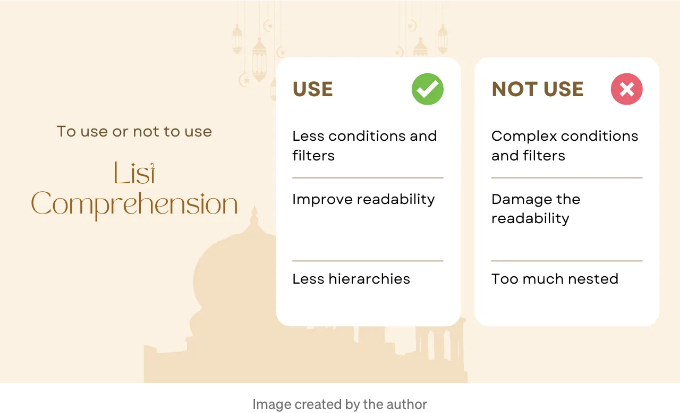 To use or not to use
List
Comprehension
USE
Less conditions and
filters
Improve readability
Less hierarchies
NOT USE
Complex conditions
and filters
Damage the
readability
Too much nested
Image created by the author